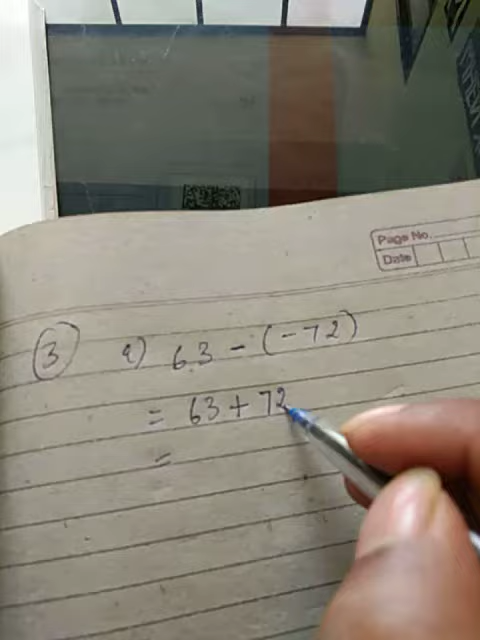 Page No.
Date
3 a) 63 - (-72)
= 63 + 72
=